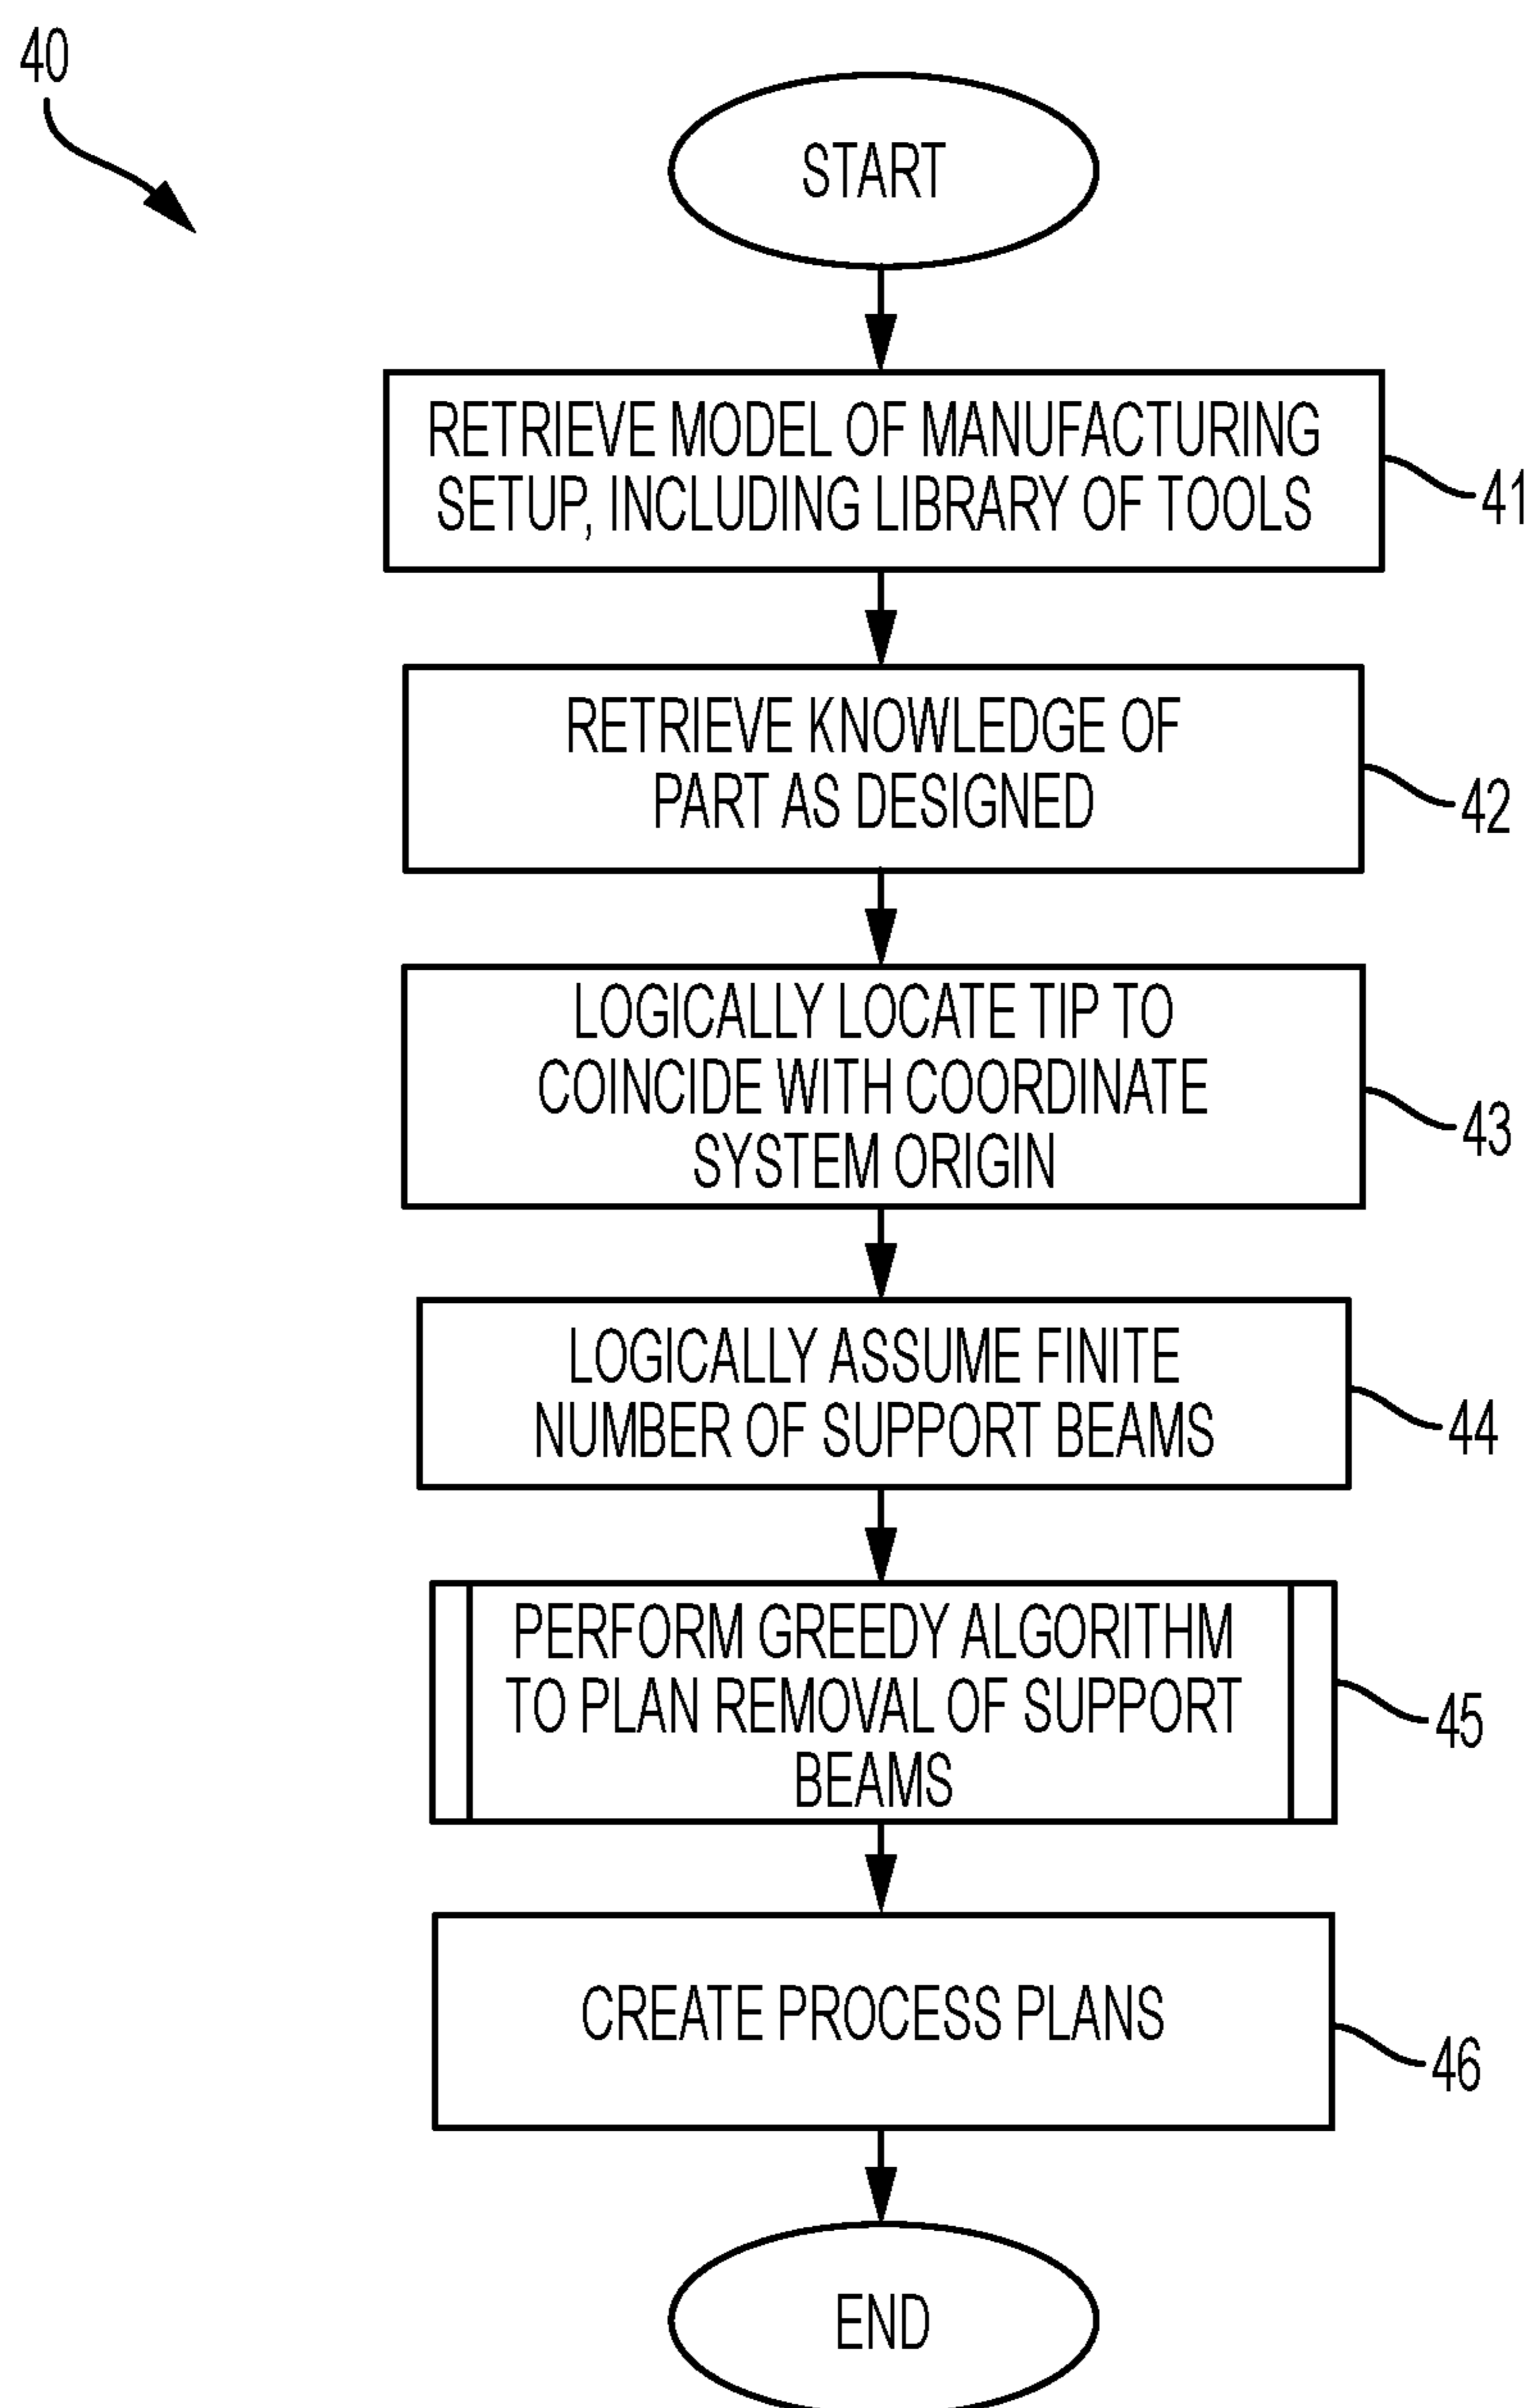 40
START
RETRIEVE MODEL OF MANUFACTURING
SETUP, INCLUDING LIBRARY OF TOOLS
41
RETRIEVE KNOWLEDGE OF
PART AS DESIGNED
42
LOGICALLY LOCATE TIP TO
COINCIDE WITH COORDINATE
SYSTEM ORIGIN
43
LOGICALLY ASSUME FINITE
NUMBER OF SUPPORT BEAMS
44
PERFORM GREEDY ALGORITHM
TO PLAN REMOVAL OF SUPPORT
BEAMS
45
CREATE PROCESS PLANS
46
END